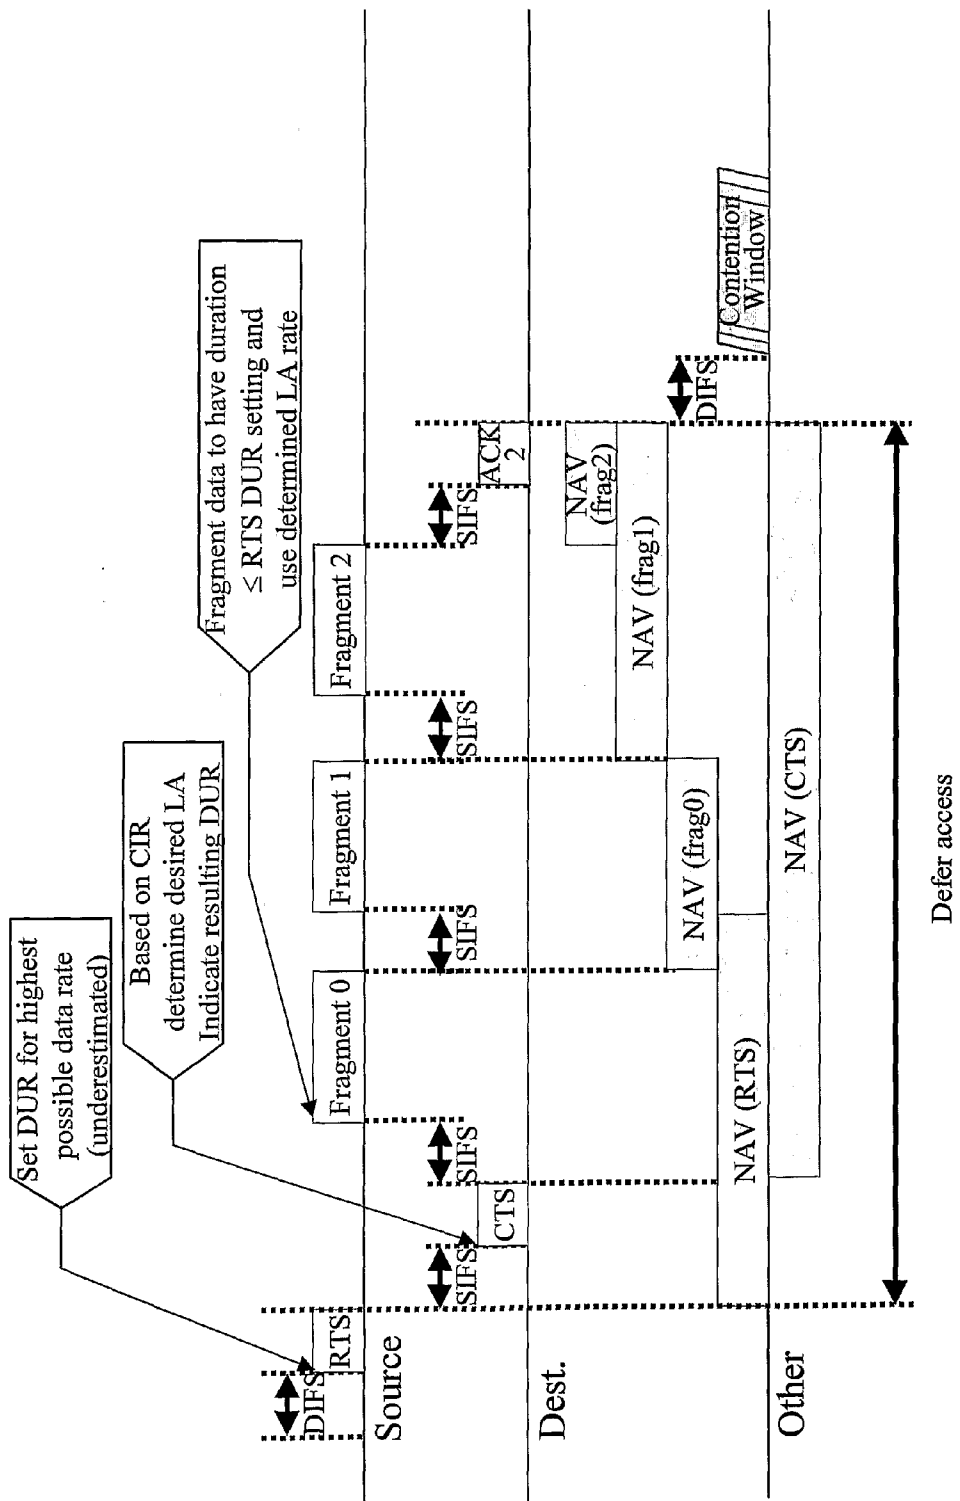 Set DUR for highest
possible data rate
(underestimated)
Based on CIR
determine desired LA
Indicate resulting DUR
Fragment data to have duration
≤ RTS DUR setting and
use determined LA rate
DIFS
RTS
Fragment 0
Fragment 1
Fragment 2
Source
SIFS
CTS
SIFS
SIFS
SIFS
SIFS
ACK
2
Dest.
NAV
(frag2)
NAV (frag1)
NAV (frag0)
DIFS
NAV (RTS)
Contention
Window
Other
NAV (CTS)
Defer access